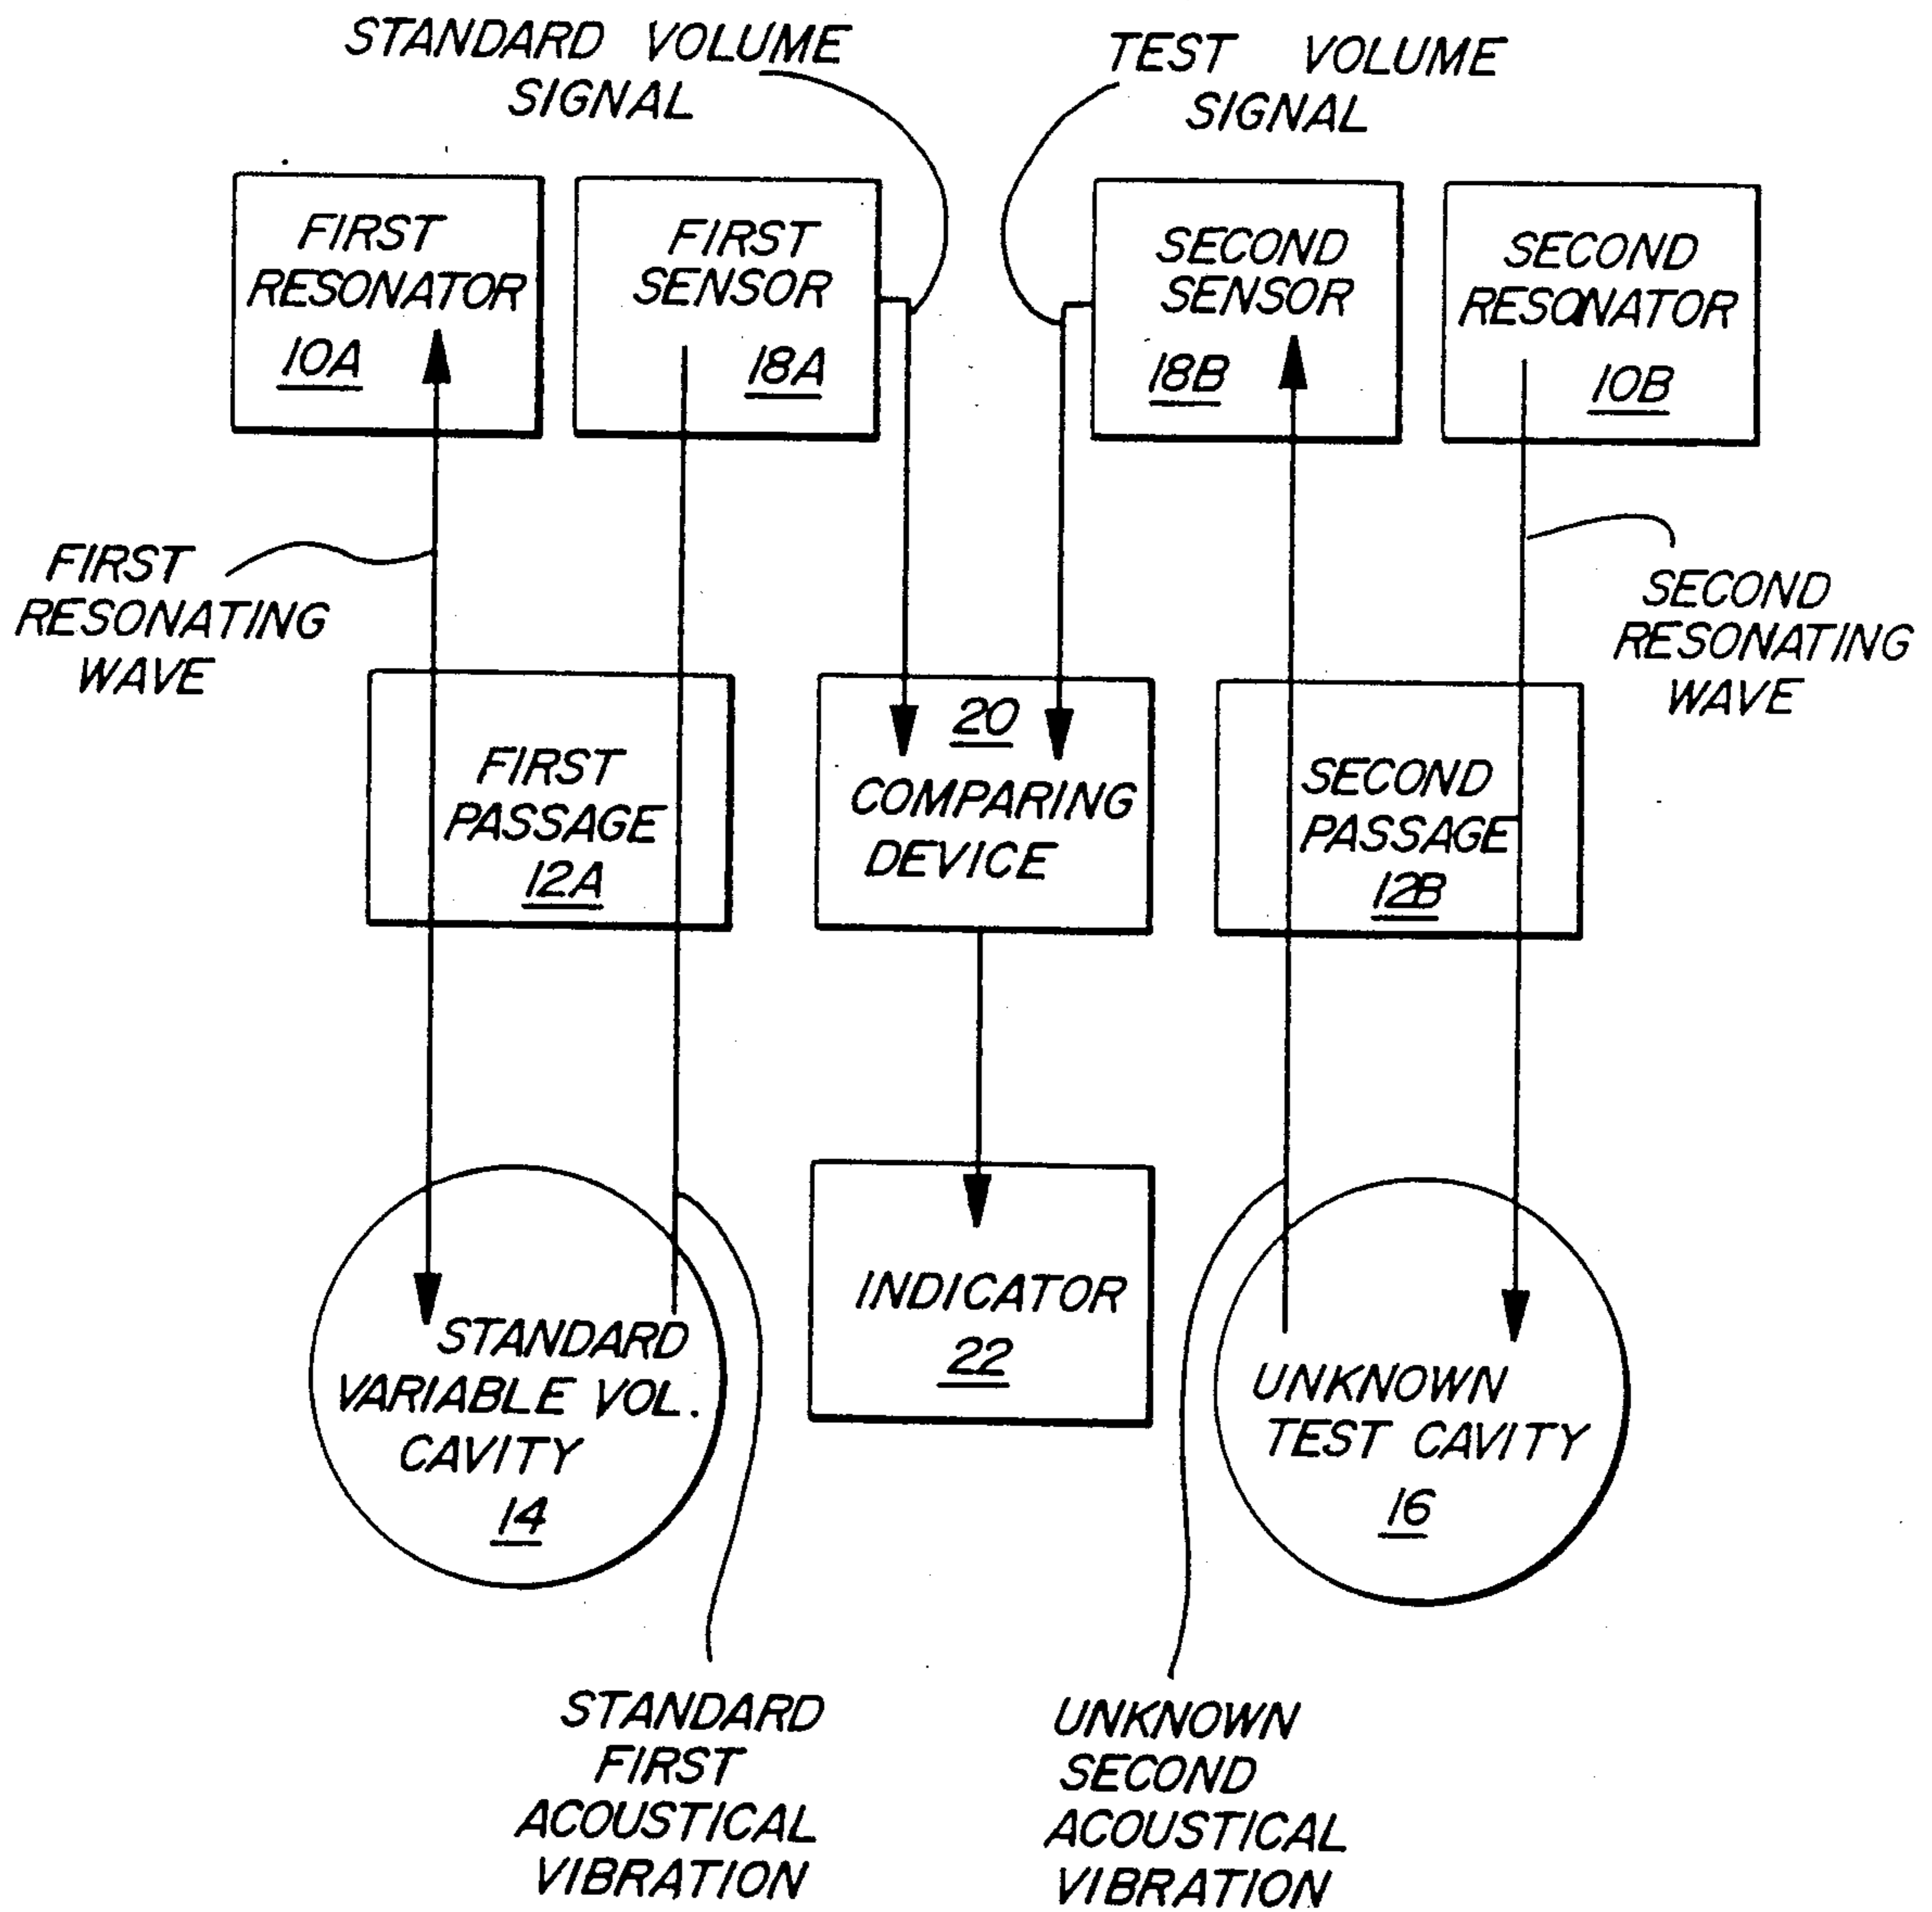 STANDARD VOLUME
SIGNAL
TEST VOLUME
SIGNAL
FIRST
RESONATOR
10A
FIRST
SENSOR
18A
SECOND
SENSOR
18B
SECOND
RESONATOR
10B
FIRST
RESONATING
WAVE
SECOND
RESONATING
WAVE
FIRST
PASSAGE
12A
20
COMPARING
DEVICE
SECOND
PASSAGE
12B
STANDARD
VARIABLE VOL.
CAVITY
14
INDICATOR
22
UNKNOWN
TEST CAVITY
16
STANDARD
FIRST
ACOUSTICAL
VIBRATION
UNKNOWN
SECOND
ACOUSTICAL
VIBRATION